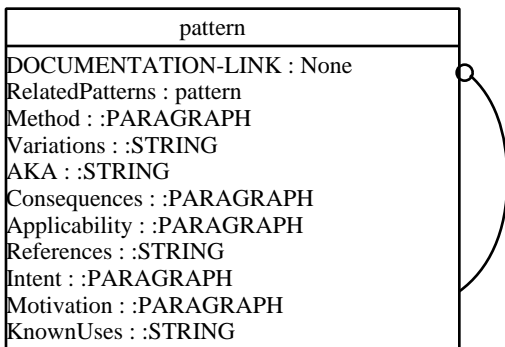 pattern
DOCUMENTATION-LINK : None
RelatedPatterns : pattern
Method : :PARAGRAPH
Variations : :STRING
AKA : :STRING
Consequences : :PARAGRAPH
Applicability : :PARAGRAPH
References : :STRING
Intent : :PARAGRAPH
Motivation : :PARAGRAPH
KnownUses : :STRING